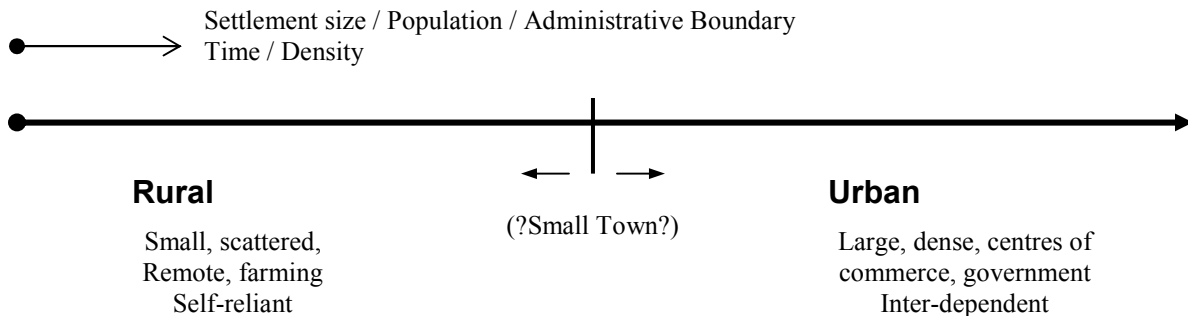 Settlement size / Population / Administrative Boundary
Time / Density
Rural
Small, scattered,
Remote, farming
Self-reliant
(?Small Town?)
Urban
Large, dense, centres of
commerce, government
Inter-dependent